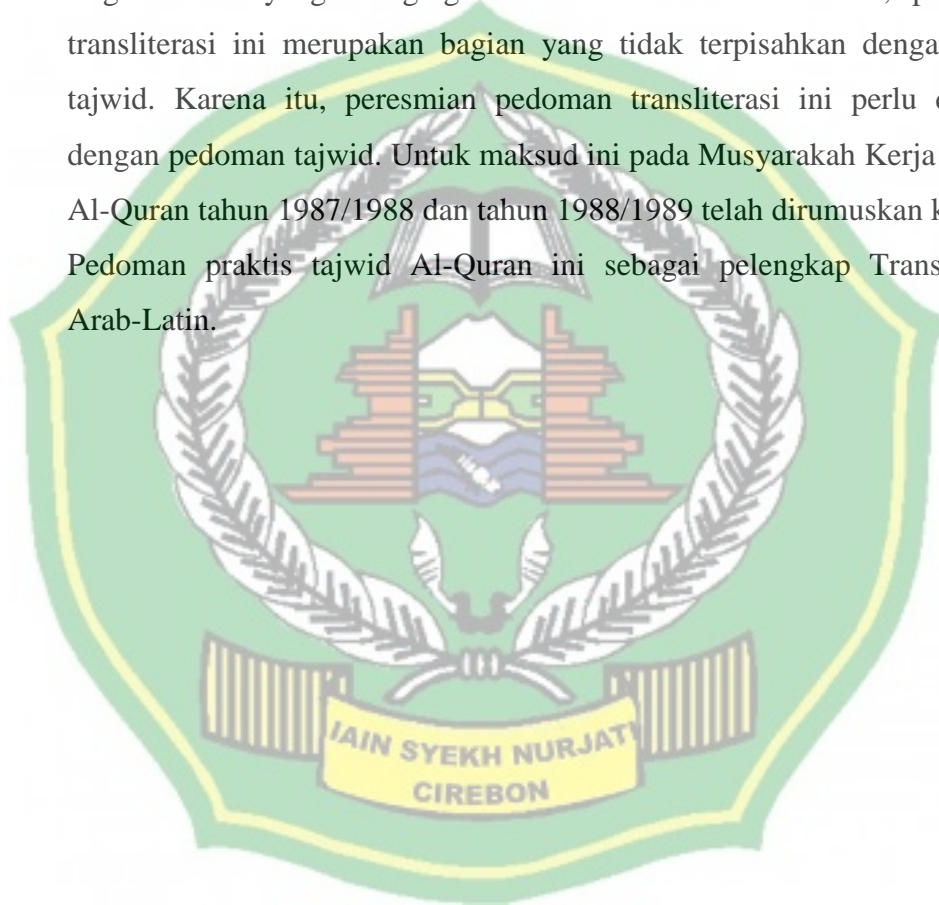 transliterasi ini merupakan bagian yang tidak terpisahkan
tajwid. Karena itu, peresmian pedoman transliterasi ini perlu
dengan pedoman tajwid. Untuk maksud ini pada Musyarakah Kerja
Al-Quran tahun 1987/1988 dan tahun 1988/1989 telah dirumuskan
Pedoman praktis tajwid Al-Quran ini sebagai pelengkap
Arab-Latin.
IAIN SYEKH NURJATI
CIREBON